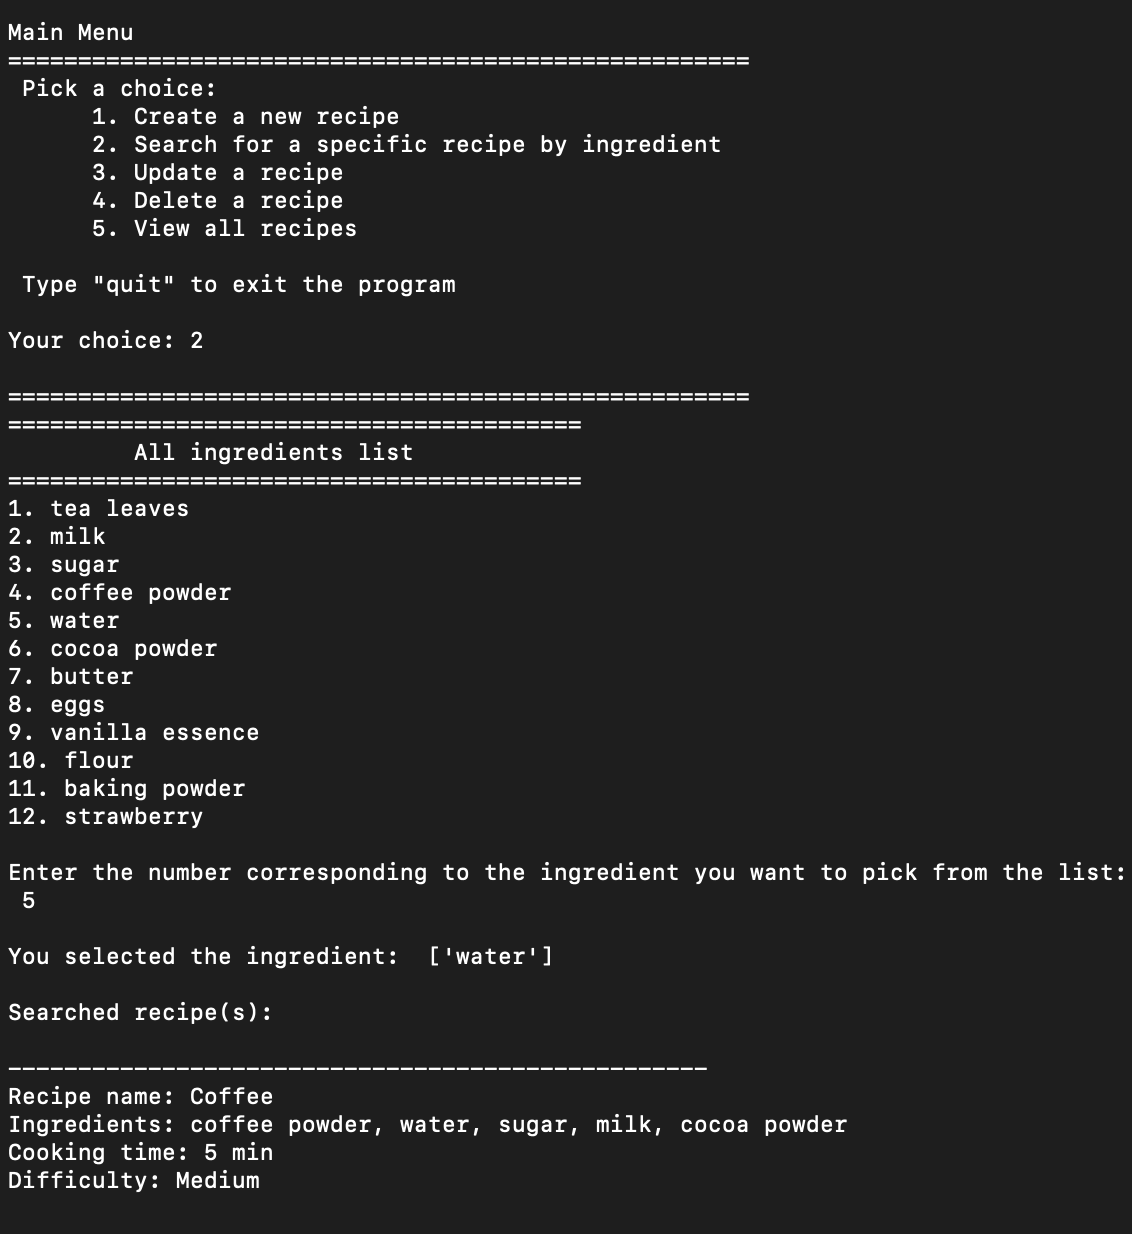 Main Menu
=====================================================
 Pick a choice:
      1. Create a new recipe
      2. Search for a specific recipe by ingredient
      3. Update a recipe
      4. Delete a recipe
      5. View all recipes

 Type "quit" to exit the program

Your choice: 2

=====================================================
=========================================
         All ingredients list
=========================================
1. tea leaves
2. milk
3. sugar
4. coffee powder
5. water
6. cocoa powder
7. butter
8. eggs
9. vanilla essence
10. flour
11. baking powder
12. strawberry

Enter the number corresponding to the ingredient you want to pick from the list:
 5

You selected the ingredient:  ['water']

Searched recipe(s):

--------------------------------------------------
Recipe name: Coffee
Ingredients: coffee powder, water, sugar, milk, cocoa powder
Cooking time: 5 min
Difficulty: Medium